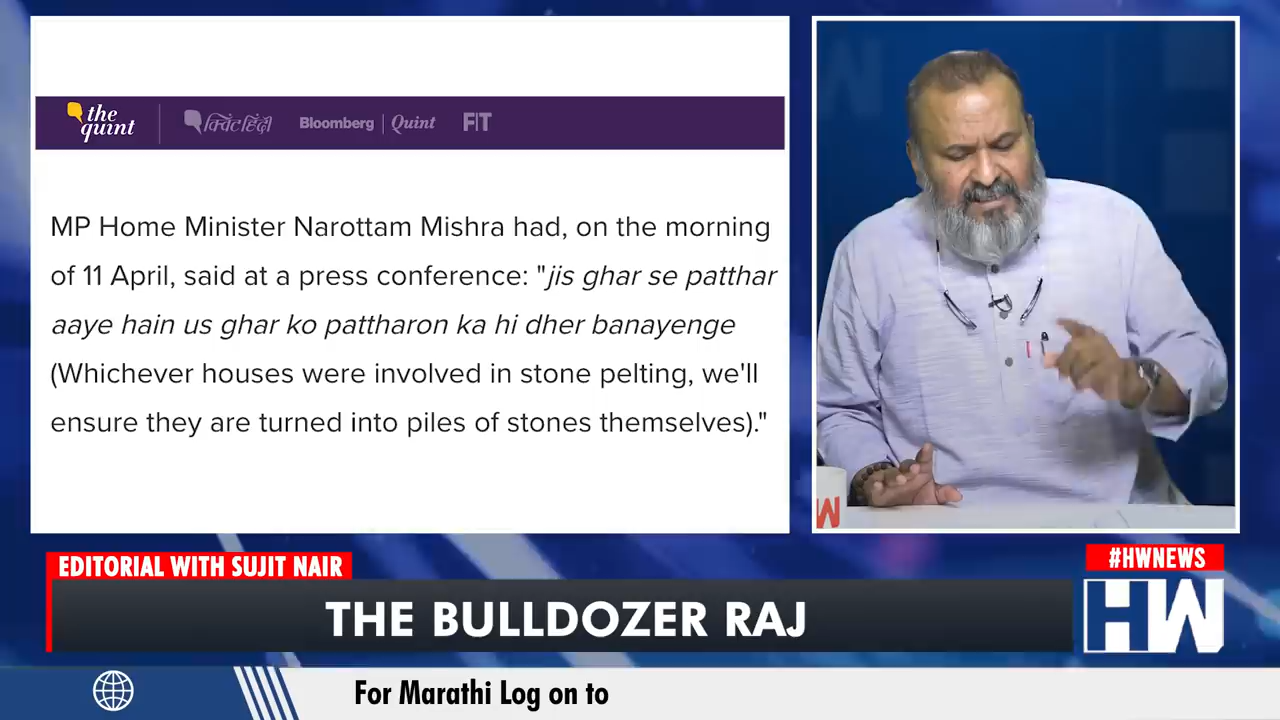 the quint
क्विंट हिंदी
Bloomberg | Quint
FIT
MP Home Minister Narottam Mishra had, on the morning
of 11 April, said at a press conference: "jis ghar se patthar
aaye hain us ghar ko pattharon ka hi dher banayenge
(Whichever houses were involved in stone pelting, we'll
ensure they are turned into piles of stones themselves)."
W
W
EDITORIAL WITH SUJIT NAIR
#HWNEWS
THE BULLDOZER RAJ
HW
For Marathi Log on to